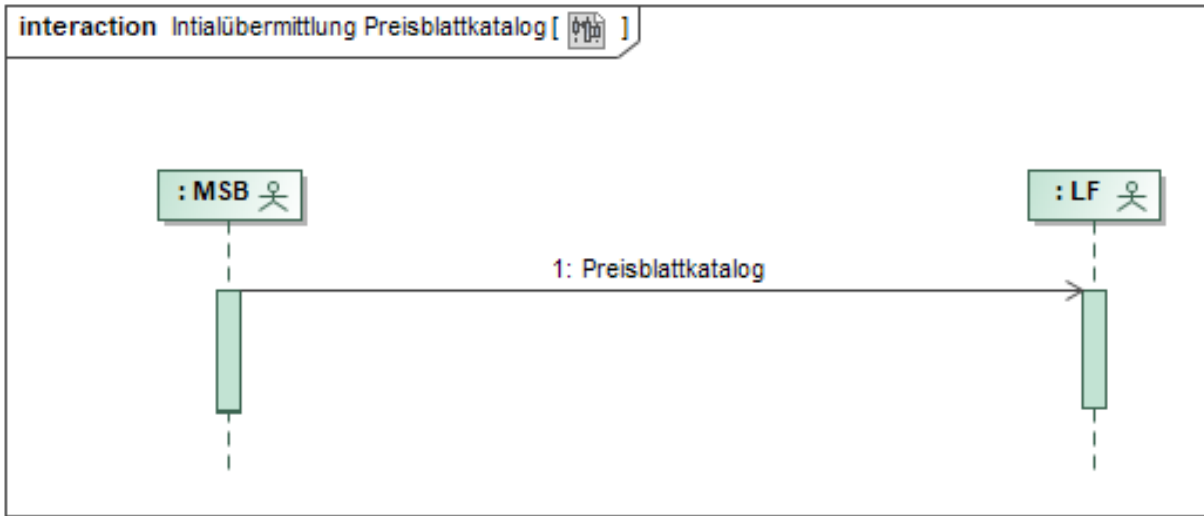 interaction Intialübermittlung Preisblattkatalog [ ]
: MSB
: LF
1: Preisblattkatalog